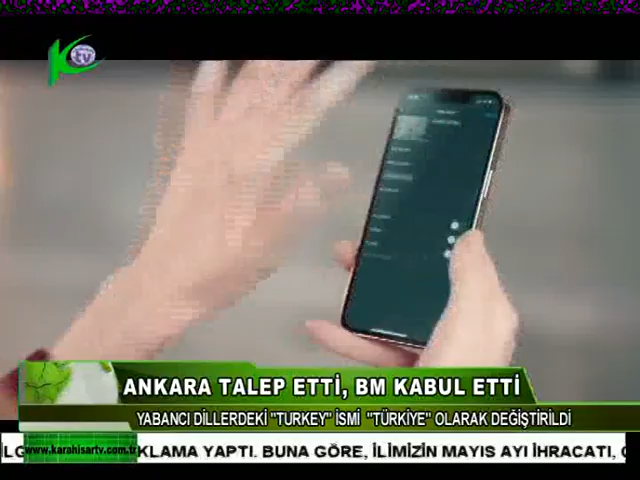 K tv
ANKARA TALEP ETTİ, BM KABUL ETTİ
YABANCI DİLLERDEKİ "TURKEY" İSMİ "TÜRKİYE" OLARAK DEĞİŞTİRİLDİ
www.karahisartv.com.tr KLAMA YAPTI. BUNA GÖRE, İLİMİZİN MAYIS AYI İHRACATI,